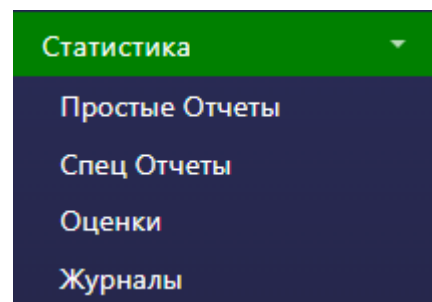 Статистика
Простые Отчеты
Спец Отчеты
Оценки
Журналы